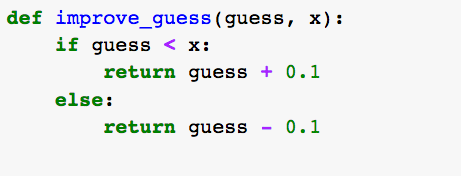 def improve_guess(guess, x):
    if guess < x:
        return guess + 0.1
    else:
        return guess - 0.1